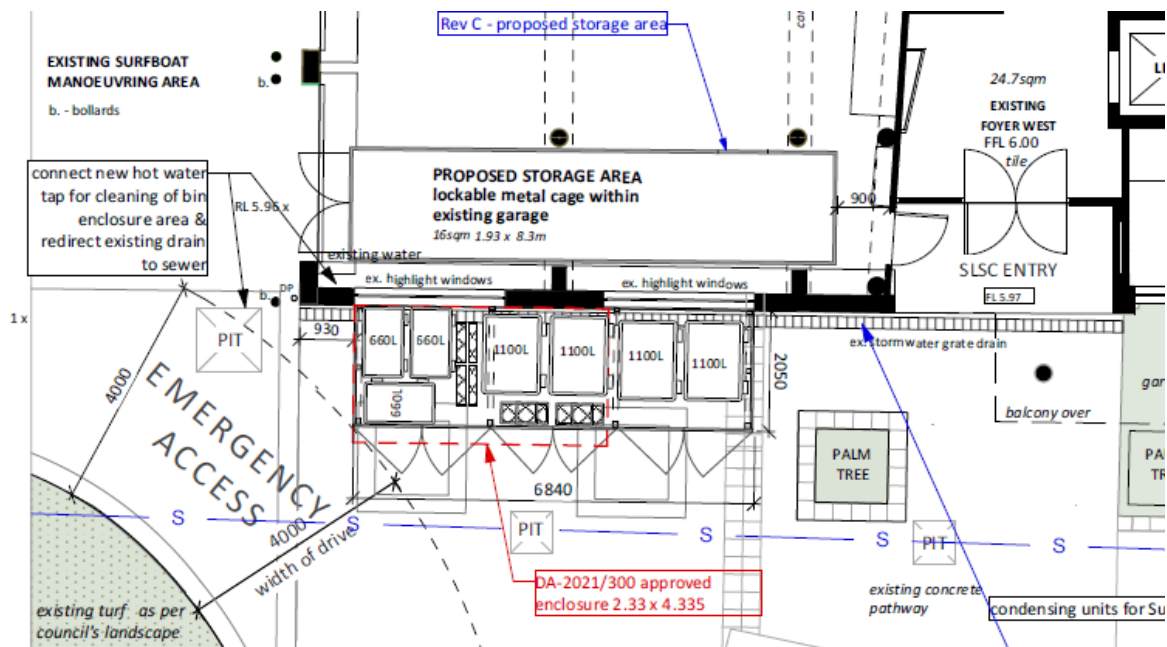 Rev C - proposed storage area
EXISTING SURFBOAT
MANOEUVRING AREA
b. - bollards
b.
24.7sqm
EXISTING
FOYER WEST
FFL 6.00
tile
connect new hot water
tap for cleaning of bin
enclosure area &
redirect existing drain
to sewer
RL 5.96 x
PROPOSED STORAGE AREA
lockable metal cage within
existing garage
16sqm 1.93 x 8.3m
900
existing water
ex. highlight windows
ex. highlight windows
SLSC ENTRY
FL 5.97
b.
DP
1 x
PIT
930
660L
660L
1100L
1100L
1100L
1100L
660L
2050
ex. stormwater grate drain
balcony over
4000
EMERGENCY
ACCESS
PALM
TREE
6840
S
S
S
S
S
4000
width of drive
PIT
PIT
DA-2021/300 approved
enclosure 2.33 x 4.335
existing turf as per
council's landscape
existing concrete
pathway
condensing units for Su